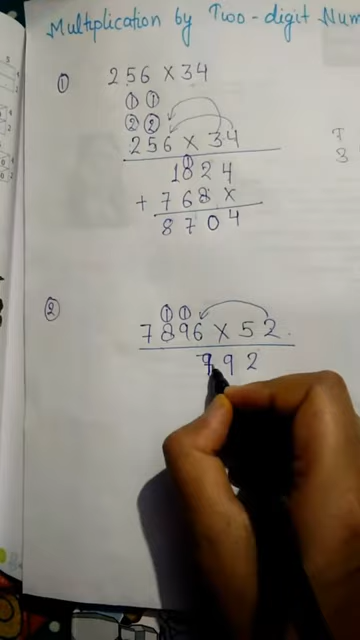 Multiplication by Two-digit Num
① 256 × 34
① ①
② ②
256 × 34
①
1824
+ 768 ×
8704
②
① ①
7896 × 52
792